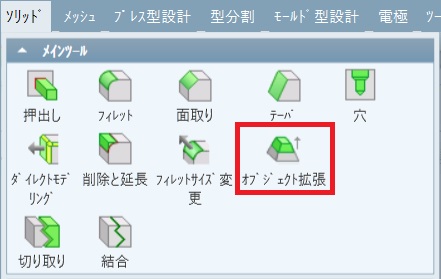 ｿﾘｯﾄﾞ ﾒｯｼｭ ﾌﾟﾚｽ型設計 型分割 ﾓｰﾙﾄﾞ型設計 電極 ﾂｰ
ﾒｲﾝﾂｰﾙ
押出し ﾌｨﾚｯﾄ 面取り ﾃｰﾊﾟ 穴
ﾀﾞｲﾚｸﾄﾓﾃﾞ 削除と延長 ﾌｨﾚｯﾄｻｲｽﾞ変 ｵﾌﾞｼﾞｪｸﾄ拡張
ﾘﾝｸﾞ 更
切り取り 結合